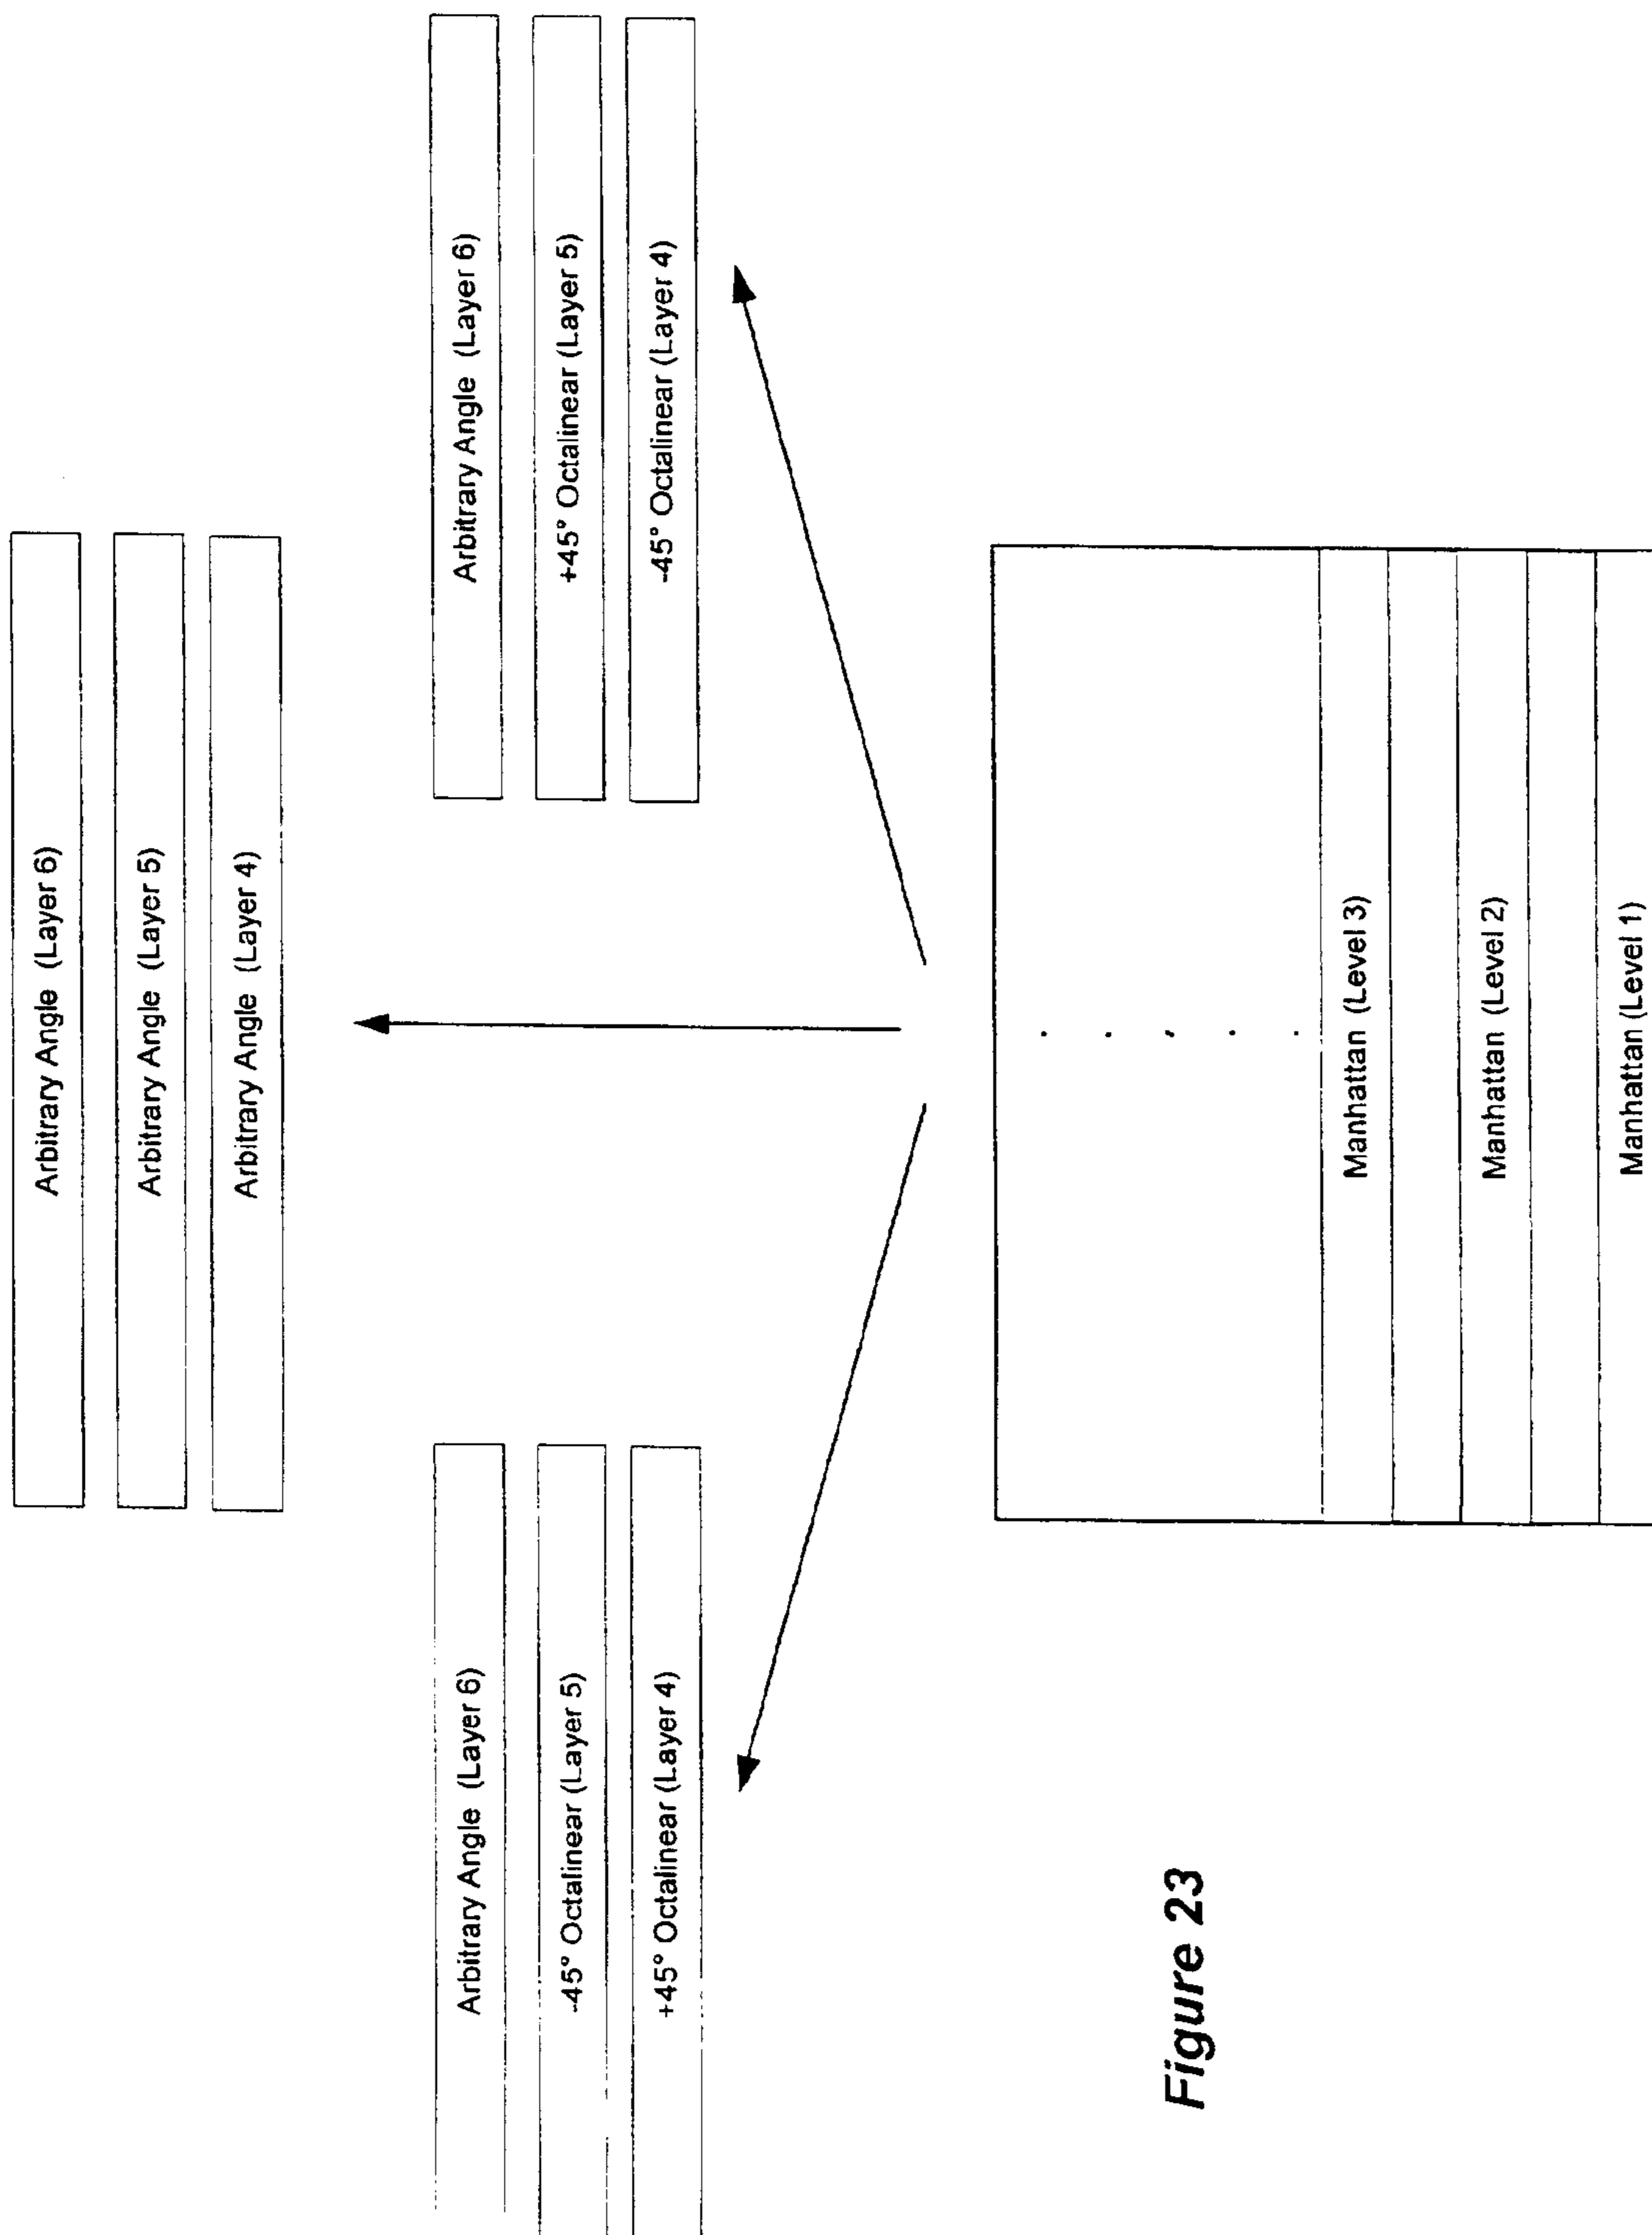 Arbitrary Angle (Layer 6)
Arbitrary Angle (Layer 5)
Arbitrary Angle (Layer 4)
Arbitrary Angle (Layer 6)
-45° Octalinear (Layer 5)
+45° Octalinear (Layer 4)
Arbitrary Angle (Layer 6)
+45° Octalinear (Layer 5)
-45° Octalinear (Layer 4)
Manhattan (Level 3)
Manhattan (Level 2)
Manhattan (Level 1)
Figure 23